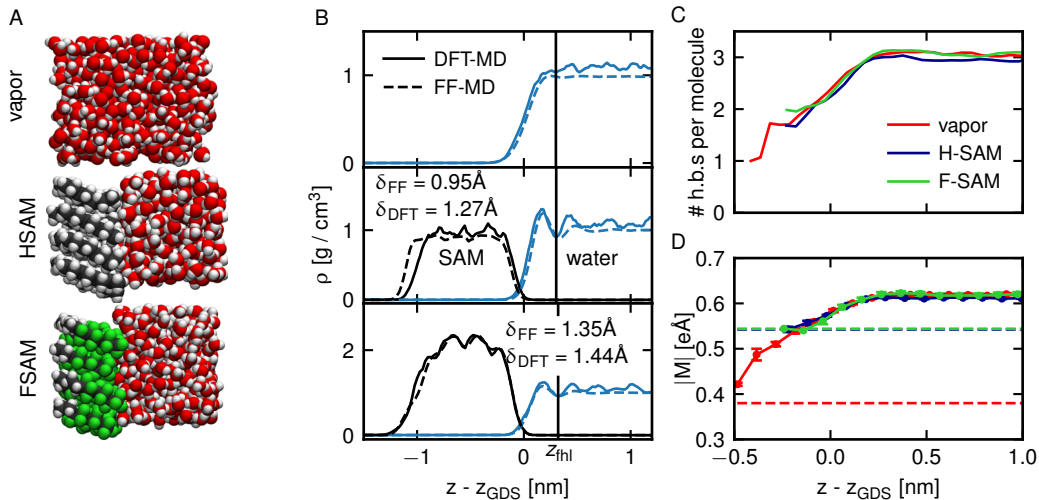 A
vapor
HSAM
FSAM
B
DFT-MD
FF-MD
1
0
δFF = 0.95Å
δDFT = 1.27Å
SAM
water
1
0
δFF = 1.35Å
δDFT = 1.44Å
2
0
ρ [g / cm³]
−1
0
zfhl
1
z - zGDS [nm]
C
# h.b.s per molecule
3
2
1
0
vapor
H-SAM
F-SAM
D
|M| [eÅ]
0.7
0.6
0.5
0.4
0.3
−0.5
0.0
0.5
1.0
z - zGDS [nm]